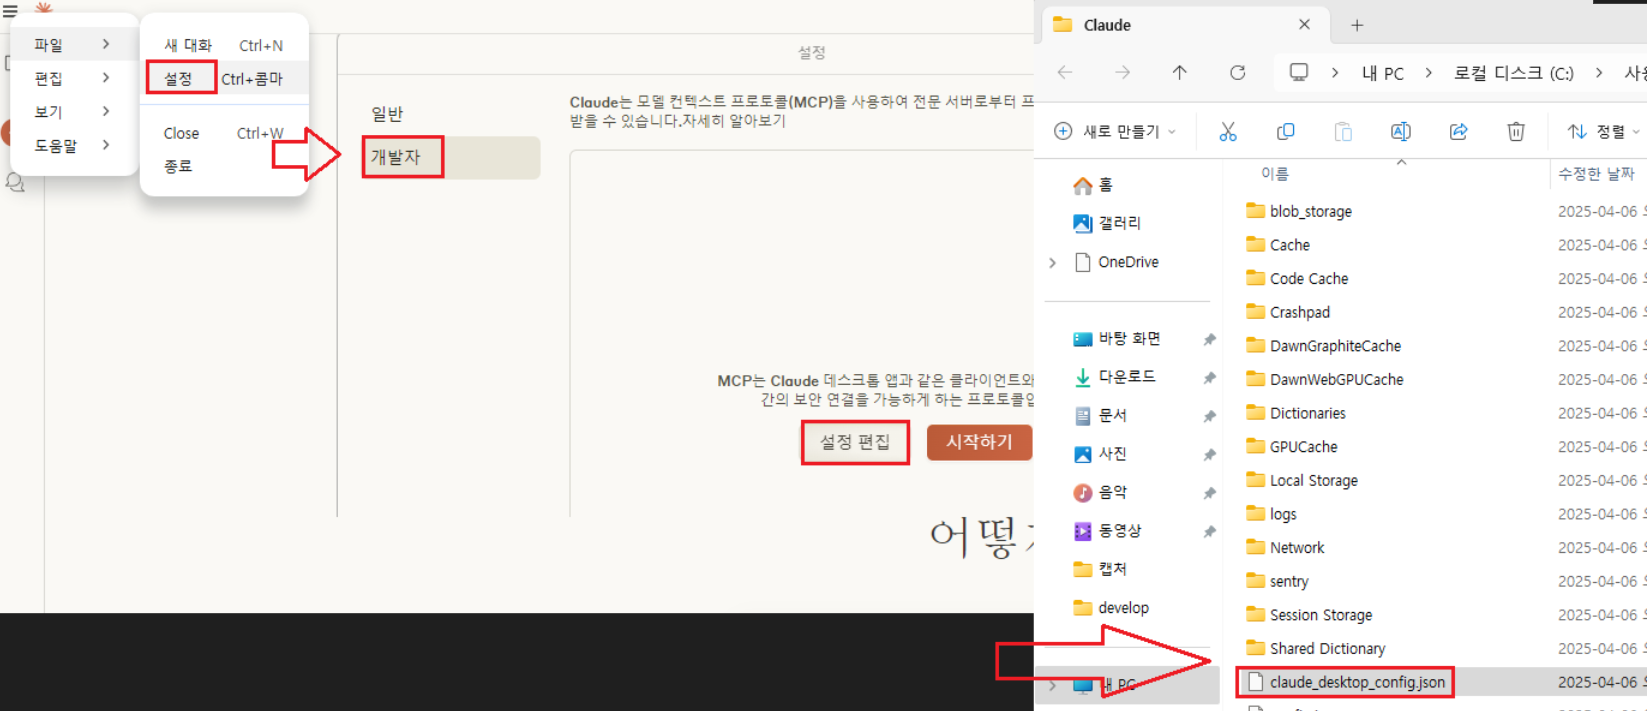 파일
편집
보기
도움말
새 대화 Ctrl+N
설정 Ctrl+콤마
Close Ctrl+W
종료
설정
일반
개발자
Claude는 모델 컨텍스트 프로토콜(MCP)을 사용하여 전문 서버로부터 프
받을 수 있습니다.자세히 알아보기
MCP는 Claude 데스크톱 앱과 같은 클라이언트와
간의 보안 연결을 가능하게 하는 프로토콜입
설정 편집
시작하기
어떻
Claude
내 PC
로컬 디스크 (C:)
사용
새로 만들기
정렬
홈
갤러리
OneDrive
바탕 화면
다운로드
문서
사진
음악
동영상
캡처
develop
내 PC
이름 수정한 날짜
blob_storage 2025-04-06
Cache 2025-04-06
Code Cache 2025-04-06
Crashpad 2025-04-06
DawnGraphiteCache 2025-04-06
DawnWebGPUCache 2025-04-06
Dictionaries 2025-04-06
GPUCache 2025-04-06
Local Storage 2025-04-06
logs 2025-04-06
Network 2025-04-06
sentry 2025-04-06
Session Storage 2025-04-06
Shared Dictionary 2025-04-06
claude_desktop_config.json 2025-04-06